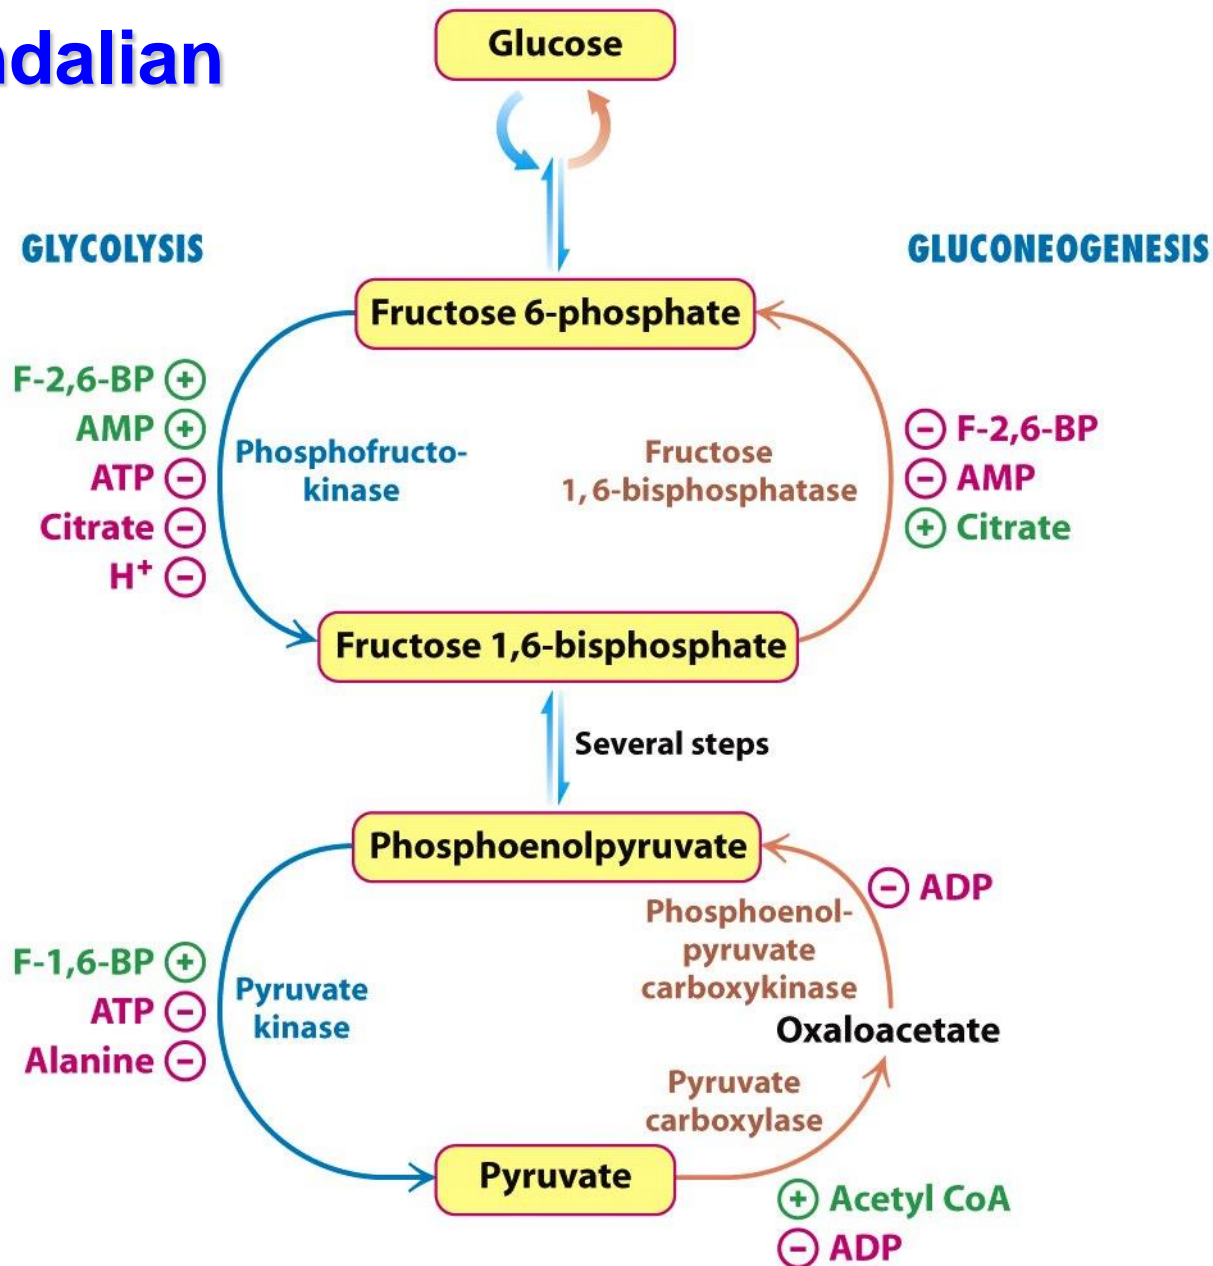 ndalian
Glucose
GLYCOLYSIS
GLUCONEOGENESIS
Fructose 6-phosphate
F-2,6-BP +
AMP +
ATP −
Citrate −
H⁺ −
Phosphofructo-
kinase
Fructose
1, 6-bisphosphatase
− F-2,6-BP
− AMP
+ Citrate
Fructose 1,6-bisphosphate
Several steps
Phosphoenolpyruvate
− ADP
Phosphoenol-
pyruvate
carboxykinase
F-1,6-BP +
ATP −
Alanine −
Pyruvate
kinase
Oxaloacetate
Pyruvate
carboxylase
Pyruvate
+ Acetyl CoA
− ADP